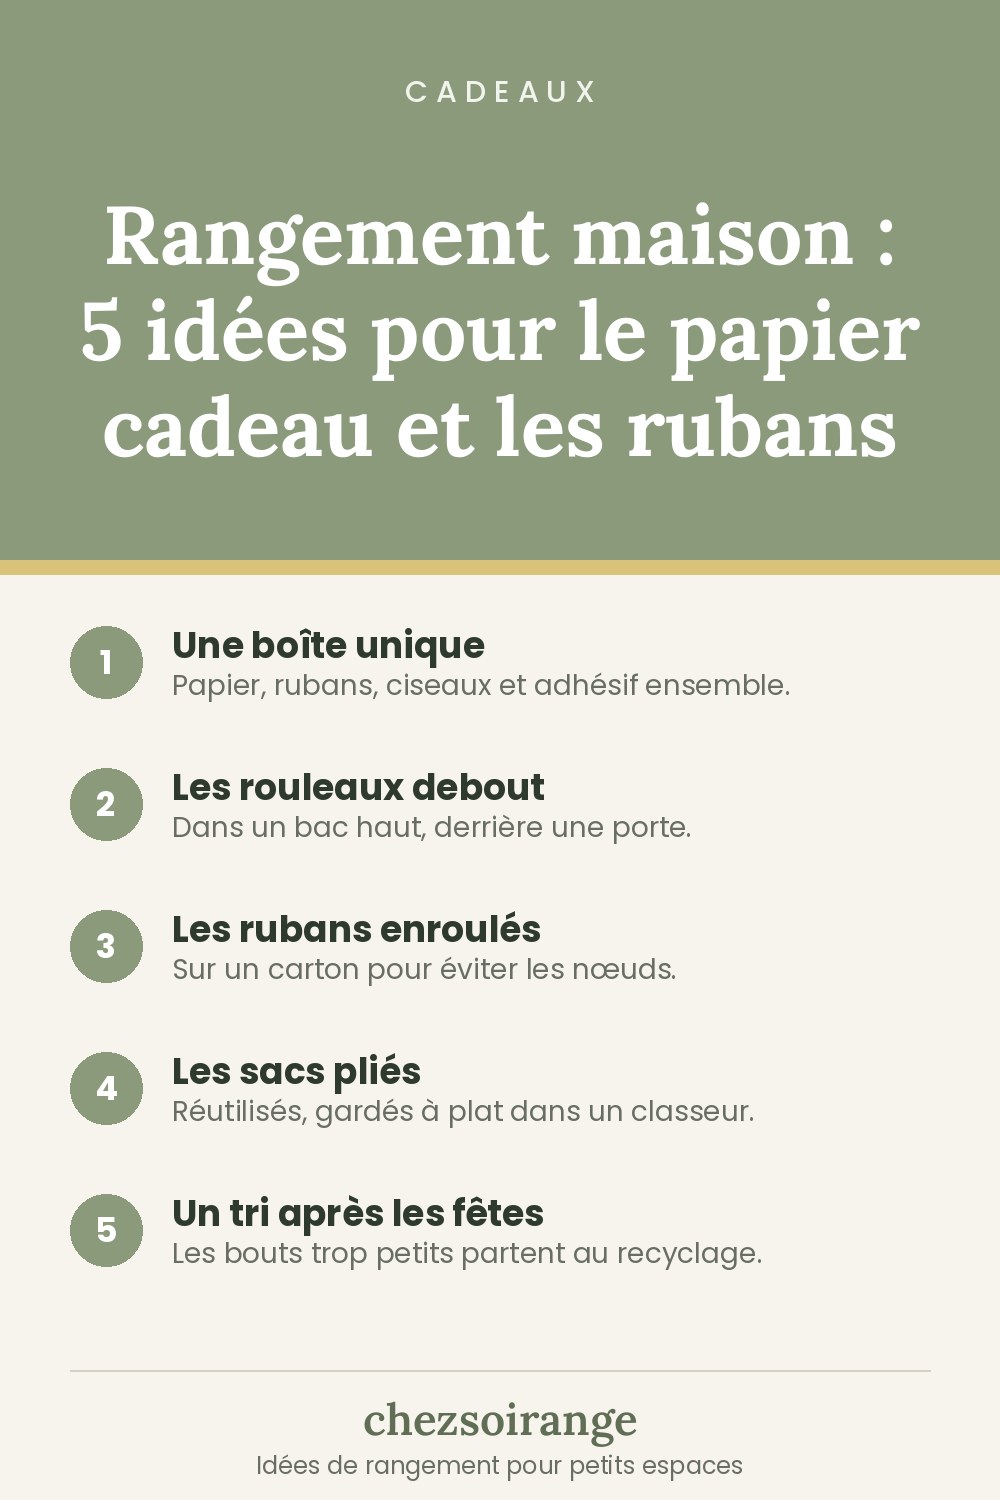 CADEAUX
Rangement maison :
5 idées pour le papier
cadeau et les rubans
1
Une boîte unique
Papier, rubans, ciseaux et adhésif ensemble.
2
Les rouleaux debout
Dans un bac haut, derrière une porte.
3
Les rubans enroulés
Sur un carton pour éviter les nœuds.
4
Les sacs pliés
Réutilisés, gardés à plat dans un classeur.
5
Un tri après les fêtes
Les bouts trop petits partent au recyclage.
chezsoirange
Idées de rangement pour petits espaces